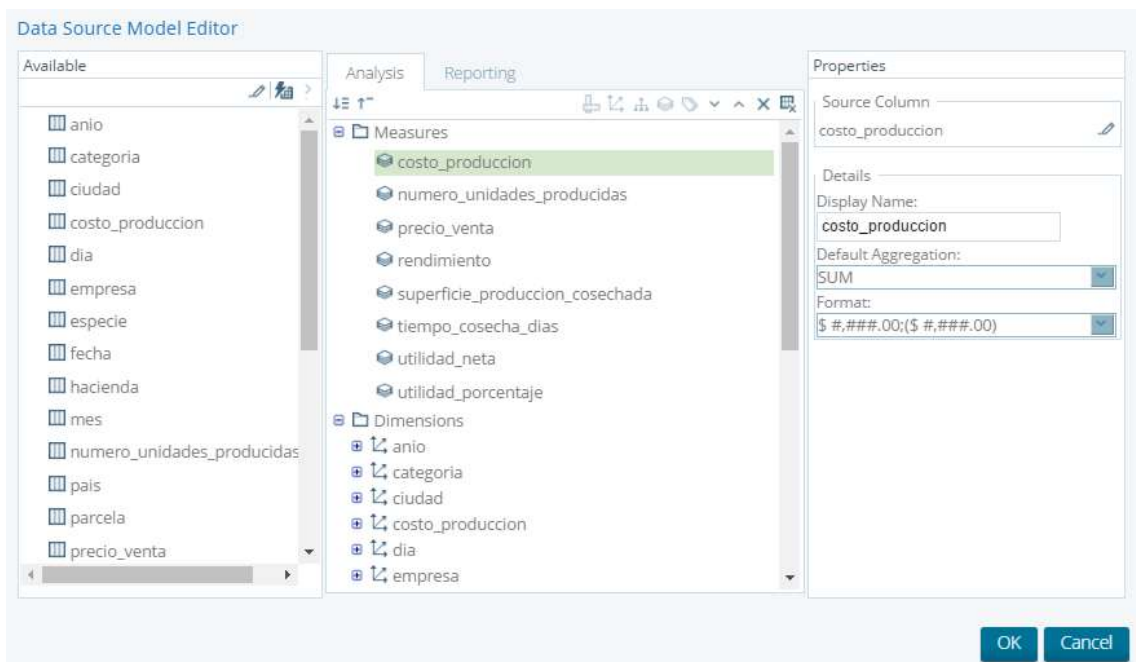 Data Source Model Editor
Available
anio
categoria
ciudad
costo_produccion
dia
empresa
especie
fecha
hacienda
mes
numero_unidades_producidas
pais
parcela
precio_venta
Analysis Reporting
Measures
costo_produccion
numero_unidades_producidas
precio_venta
rendimiento
superficie_produccion_cosechada
tiempo_cosecha_dias
utilidad_neta
utilidad_porcentaje
Dimensions
anio
categoria
ciudad
costo_produccion
dia
empresa
Properties
Source Column
costo_produccion
Details
Display Name:
costo_produccion
Default Aggregation:
SUM
Format:
$ #,###.00;($ #,###.00)
OK Cancel